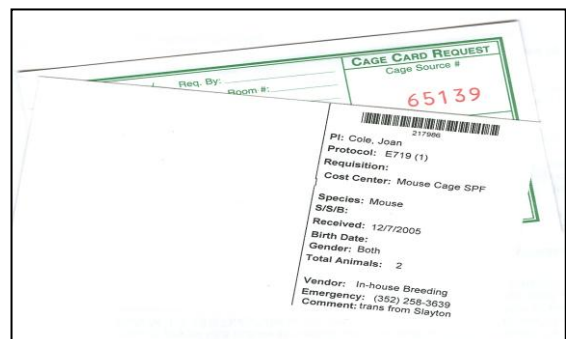 CAGE CARD REQUEST
Req. By:
Cage Source #
Room #:
65139
217986
PI: Cole, Joan
Protocol: E719 (1)
Requisition:
Cost Center: Mouse Cage SPF
Species: Mouse
S/S/B:
Received: 12/7/2005
Birth Date:
Gender: Both
Total Animals: 2
Vendor: In-house Breeding
Emergency: (352) 258-3639
Comment: trans from Slayton